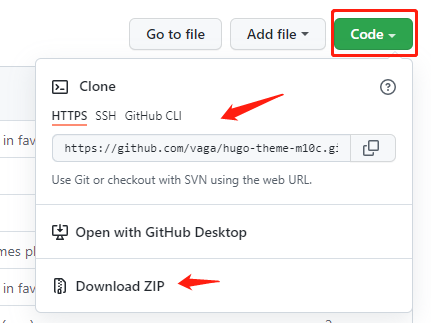 Go to file
Add file
Code
Clone
HTTPS SSH GitHub CLI
https://github.com/vaga/hugo-theme-m10c.gi
Use Git or checkout with SVN using the web URL.
in fav
Open with GitHub Desktop
mes pl
Download ZIP
in fav